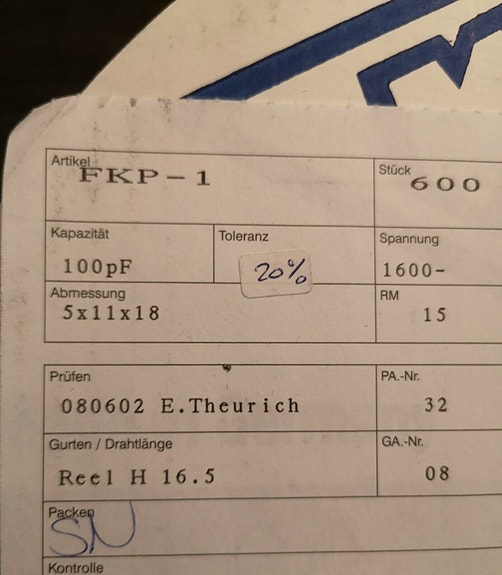 Artikel Stück
FKP-1 600
Kapazität Toleranz Spannung
100pF 20% 1600-
Abmessung RM
5x11x18 15
Prüfen PA.-Nr.
080602 E.Theurich 32
Gurten / Drahtlänge GA.-Nr.
Reel H 16.5 08
Packen
SN
Kontrolle